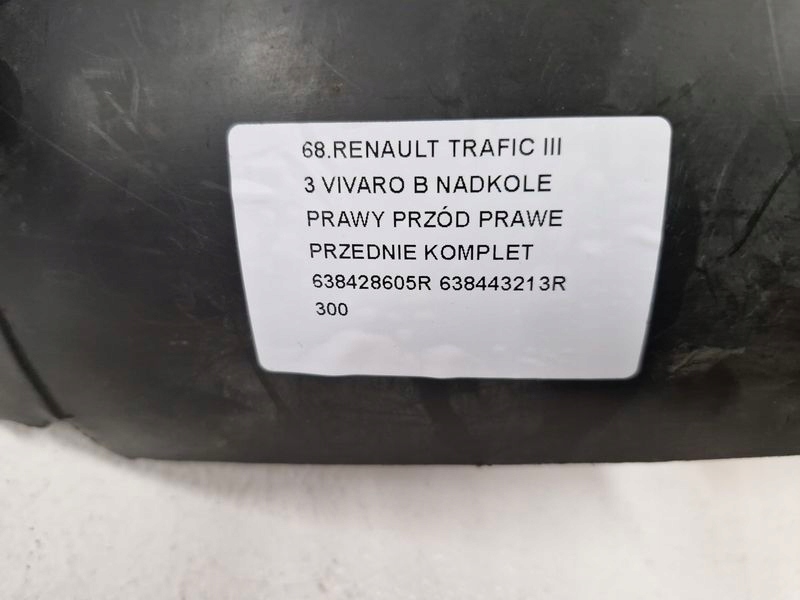 68.RENAULT TRAFIC III
3 VIVARO B NADKOLE
PRAWY PRZÓD PRAWE
PRZEDNIE KOMPLET
638428605R 638443213R
300